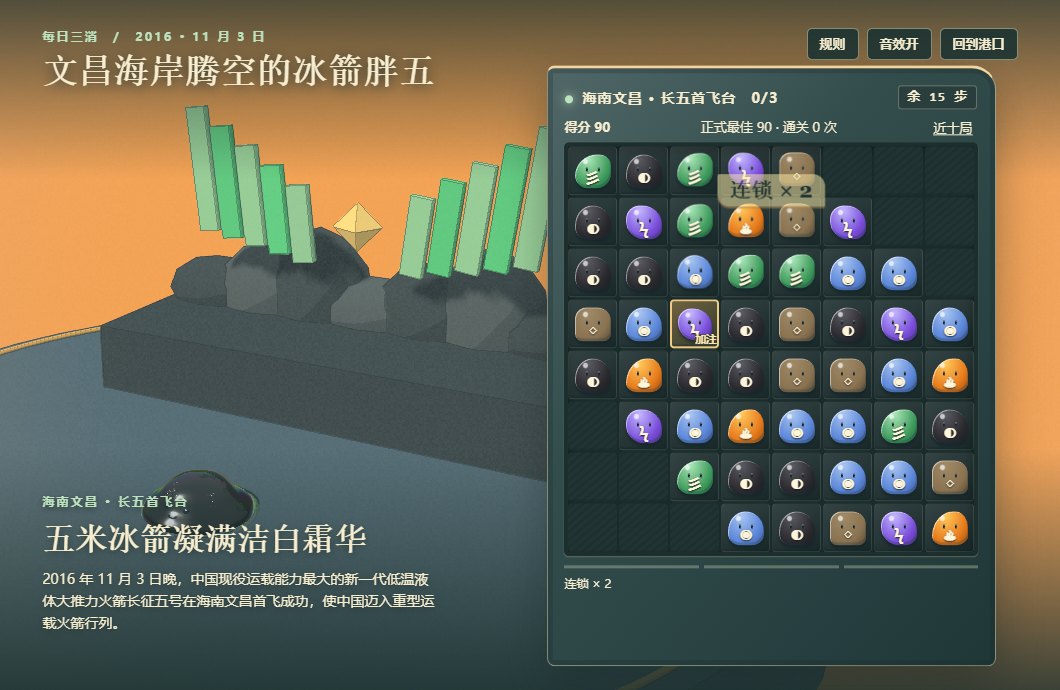 每日三消 / 2016·11 月 3 日
文昌海岸腾空的冰箭胖五
规则
音效开
回到港口
海南文昌·长五首飞台 0/3
余 15 步
得分 90
正式最佳 90·通关 0 次
近十局
连锁 × 2
加注
连锁 × 2
海南文昌·长五首飞台
五米冰箭凝满洁白霜华
2016 年 11 月 3 日晚，中国现役运载能力最大的新一代低温液
体大推力火箭长征五号在海南文昌首飞成功，使中国迈入重型运
载火箭行列。